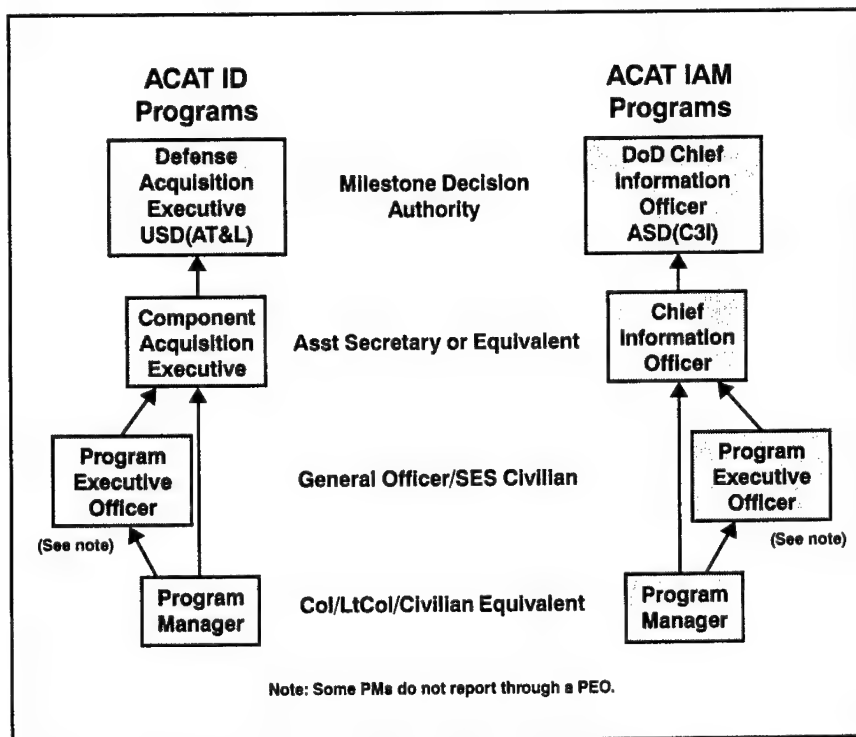 ACAT ID
Programs
ACAT IAM
Programs
Defense
Acquisition
Executive
USD(AT&L)
Milestone Decision
Authority
DoD Chief
Information
Officer
ASD(C3I)
Component
Acquisition
Executive
Asst Secretary or Equivalent
Chief
Information
Officer
Program
Executive
Officer
(See note)
General Officer/SES Civilian
Program
Executive
Officer
(See note)
Program
Manager
Col/LtCol/Civilian Equivalent
Program
Manager
Note: Some PMs do not report through a PEO.